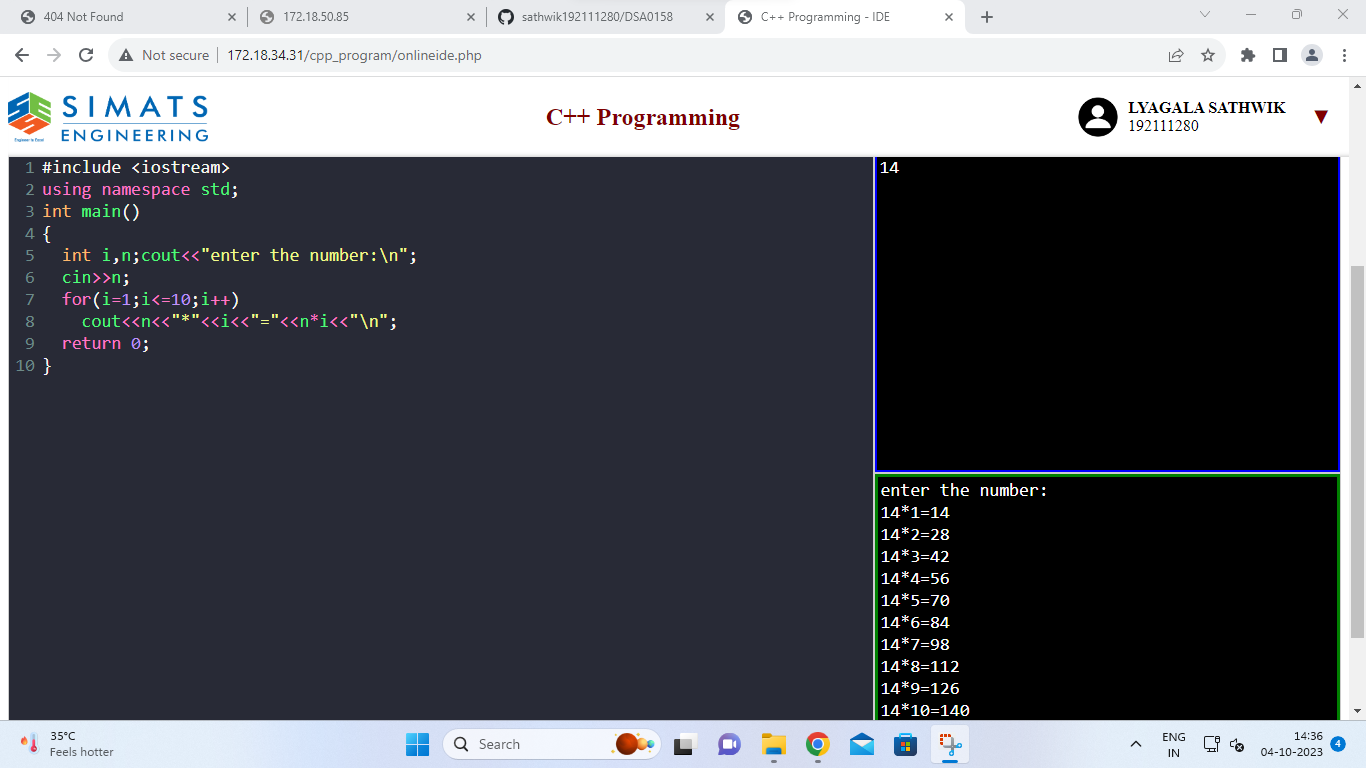 404 Not Found
172.18.50.85
sathwik192111280/DSA0158
C++ Programming - IDE
Not secure
172.18.34.31/cpp_program/onlineide.php
SIMATS
ENGINEERING
Engineer to Excel
C++ Programming
LYAGALA SATHWIK
192111280
1 #include <iostream>
2 using namespace std;
3 int main()
4 {
5   int i,n;cout<<"enter the number:\n";
6   cin>>n;
7   for(i=1;i<=10;i++)
8     cout<<n<<"*"<<i<<"="<<n*i<<"\n";
9   return 0;
10 }
14
enter the number:
14*1=14
14*2=28
14*3=42
14*4=56
14*5=70
14*6=84
14*7=98
14*8=112
14*9=126
14*10=140
35°C
Feels hotter
Search
ENG
IN
14:36
04-10-2023
4